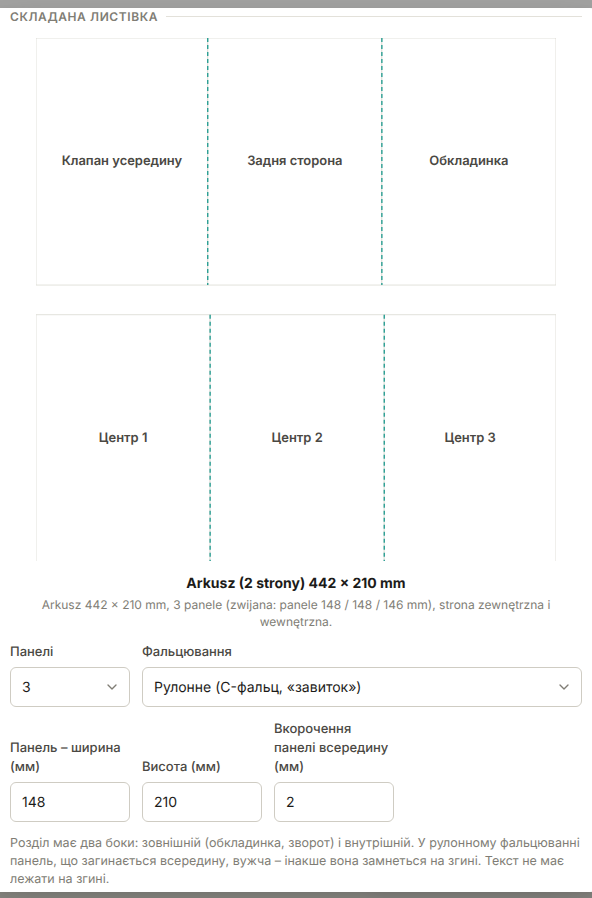 СКЛАДАНА ЛИСТІВКА
Клапан усередину
Задня сторона
Обкладинка
Центр 1
Центр 2
Центр 3
Arkusz (2 strony) 442 × 210 mm
Arkusz 442 × 210 mm, 3 panele (zwijana: panele 148 / 148 / 146 mm), strona zewnętrzna i
wewnętrzna.
Панелі
Фальцювання
3
Рулонне (C-фальц, «завиток»)
Панель – ширина
(мм)
Висота (мм)
Вкорочення
панелі всередину
(мм)
148
210
2
Розділ має два боки: зовнішній (обкладинка, зворот) і внутрішній. У рулонному фальцюванні
панель, що загинається всередину, вужча – інакше вона замнеться на згині. Текст не має
лежати на згині.